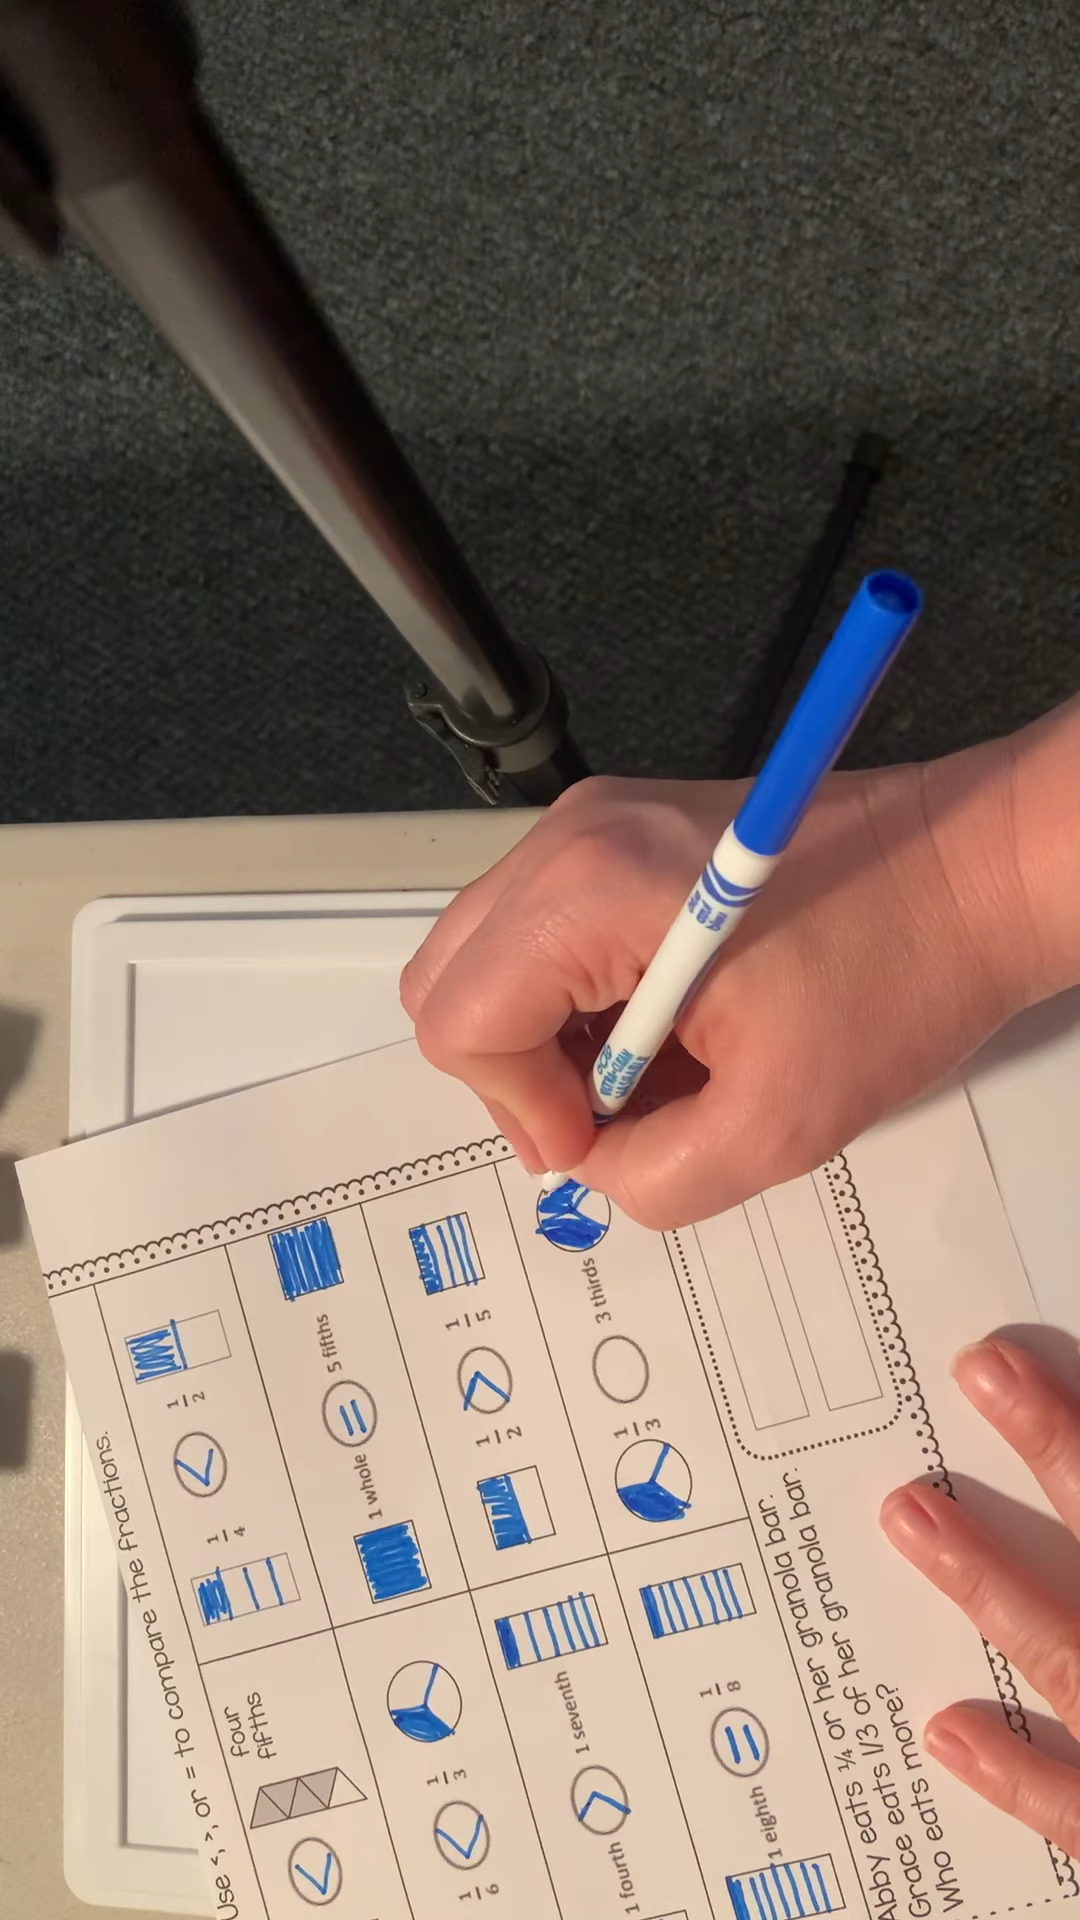 Use <, >, or = to compare the fractions.
<
four
fifths
1/4 < 1/2
1/6 < 1/3
1 whole = 5 fifths
1 fourth > 1 seventh
1/2 > 1/5
1 eighth = 1/8
1/3 3 thirds
Abby eats 1/4 or her granola bar.
Grace eats 1/3 of her granola bar.
Who eats more?